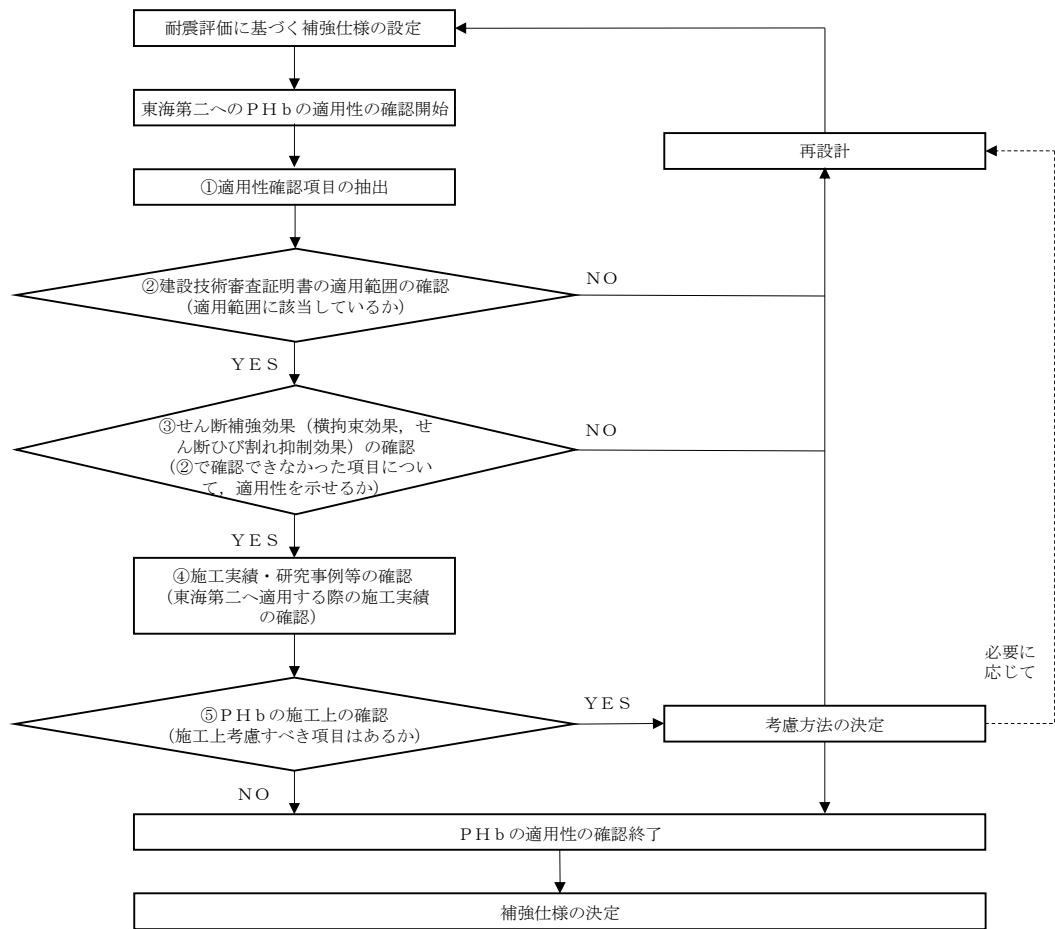 耐震評価に基づく補強仕様の設定
東海第二へのPHbの適用性の確認開始
再設計
①適用性確認項目の抽出
②建設技術審査証明書の適用範囲の確認
(適用範囲に該当しているか)
NO
YES
③せん断補強効果(横拘束効果,せ
ん断ひび割れ抑制効果)の確認
(②で確認できなかった項目につい
て,適用性を示せるか)
NO
YES
④施工実績・研究事例等の確認
(東海第二へ適用する際の施工実績
の確認)
必要に
応じて
⑤PHbの施工上の確認
(施工上考慮すべき項目はあるか)
YES
考慮方法の決定
NO
PHbの適用性の確認終了
補強仕様の決定